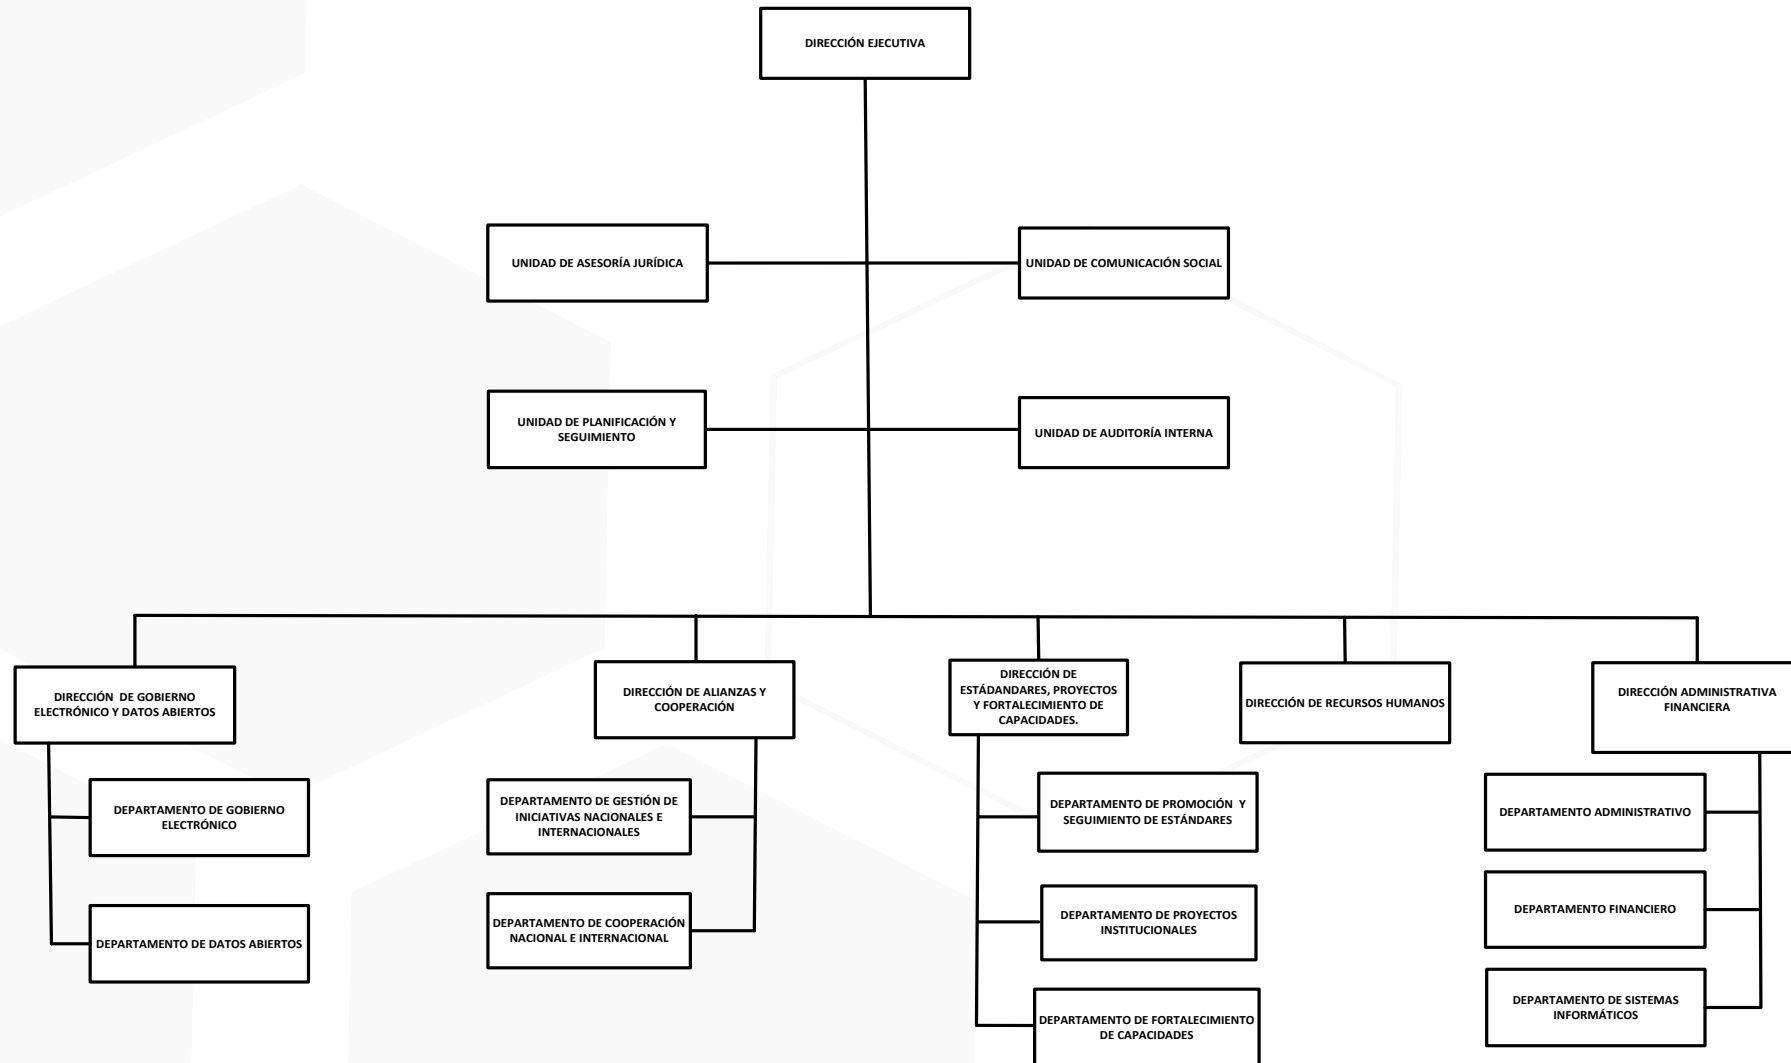 DIRECCIÓN EJECUTIVA
UNIDAD DE ASESORÍA JURÍDICA
UNIDAD DE COMUNICACIÓN SOCIAL
UNIDAD DE PLANIFICACIÓN Y
SEGUIMIENTO
UNIDAD DE AUDITORÍA INTERNA
DIRECCIÓN DE GOBIERNO
ELECTRÓNICO Y DATOS ABIERTOS
DEPARTAMENTO DE GOBIERNO
ELECTRÓNICO
DEPARTAMENTO DE DATOS ABIERTOS
DIRECCIÓN DE ALIANZAS Y
COOPERACIÓN
DEPARTAMENTO DE GESTIÓN DE
INICIATIVAS NACIONALES E
INTERNACIONALES
DEPARTAMENTO DE COOPERACIÓN
NACIONAL E INTERNACIONAL
DIRECCIÓN DE
ESTÁDANDARES, PROYECTOS
Y FORTALECIMIENTO DE
CAPACIDADES.
DEPARTAMENTO DE PROMOCIÓN Y
SEGUIMIENTO DE ESTÁNDARES
DEPARTAMENTO DE PROYECTOS
INSTITUCIONALES
DEPARTAMENTO DE FORTALECIMIENTO
DE CAPACIDADES
DIRECCIÓN DE RECURSOS HUMANOS
DIRECCIÓN ADMINISTRATIVA
FINANCIERA
DEPARTAMENTO ADMINISTRATIVO
DEPARTAMENTO FINANCIERO
DEPARTAMENTO DE SISTEMAS
INFORMÁTICOS